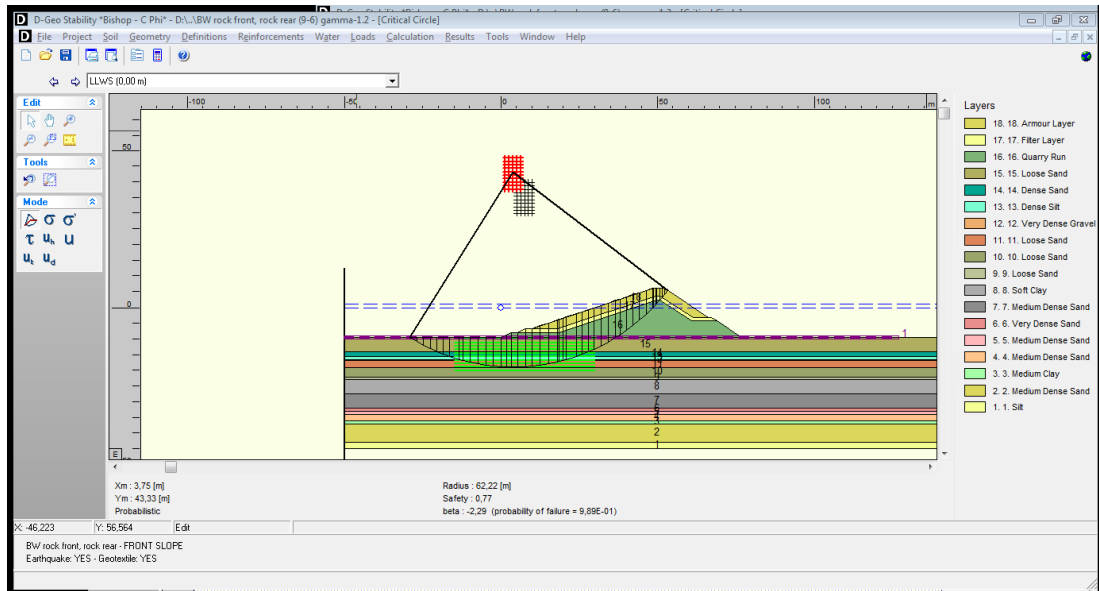 D-Geo Stability *Bishop - C Phi* - D:\...\BW rock front, rock rear (9-6) gamma-1.2 - [Critical Circle]
File Project Soil Geometry Definitions Reinforcements Water Loads Calculation Results Tools Window Help
LLWS (0,00 m)
Edit
Tools
Mode
-100 -50 0 50 100 m
50
0
18
16
15
1
10
8
7
2
1
E
Layers
18. 18. Armour Layer
17. 17. Filter Layer
16. 16. Quarry Run
15. 15. Loose Sand
14. 14. Dense Sand
13. 13. Dense Silt
12. 12. Very Dense Gravel
11. 11. Loose Sand
10. 10. Loose Sand
9. 9. Loose Sand
8. 8. Soft Clay
7. 7. Medium Dense Sand
6. 6. Very Dense Sand
5. 5. Medium Dense Sand
4. 4. Medium Dense Sand
3. 3. Medium Clay
2. 2. Medium Dense Sand
1. 1. Silt
Xm : 3,75 [m] Radius : 62,22 [m]
Ym : 43,33 [m] Safety : 0,77
Probabilistic beta : -2,29 (probability of failure = 9,89E-01)
X: -46,223 Y: 56,564 Edit
BW rock front, rock rear - FRONT SLOPE
Earthquake: YES - Geotextile: YES